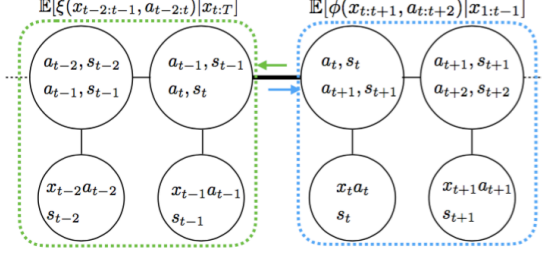 𝔼[ξ(x_{t-2:t-1}, a_{t-2:t})|x_{t:T}]
𝔼[ϕ(x_{t:t+1}, a_{t:t+2})|x_{1:t-1}]
a_{t-2}, s_{t-2}
a_{t-1}, s_{t-1}
a_{t-1}, s_{t-1}
a_t, s_t
a_t, s_t
a_{t+1}, s_{t+1}
a_{t+1}, s_{t+1}
a_{t+2}, s_{t+2}
x_{t-2}a_{t-2}
s_{t-2}
x_{t-1}a_{t-1}
s_{t-1}
x_t a_t
s_t
x_{t+1}a_{t+1}
s_{t+1}